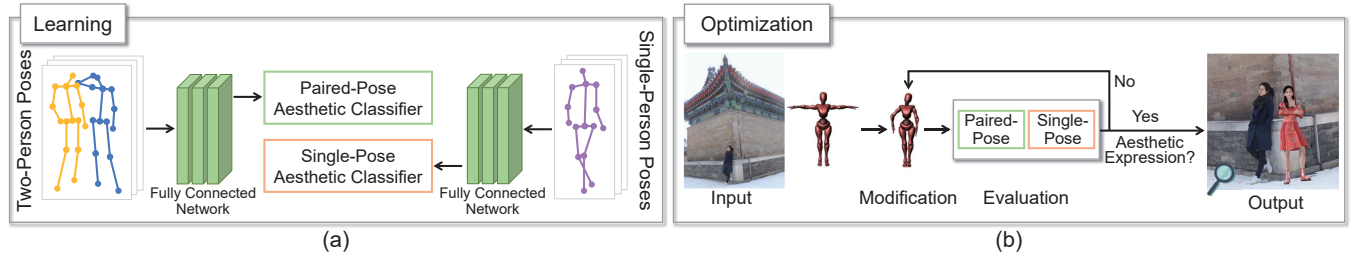 Learning
Two-Person Poses
Fully Connected
Network
Paired-Pose
Aesthetic Classifier
Single-Pose
Aesthetic Classifier
Fully Connected
Network
Single-Person Poses
(a)
Optimization
Input
Modification
Paired-
Pose
Single-
Pose
Evaluation
No
Yes
Aesthetic
Expression?
Output
(b)